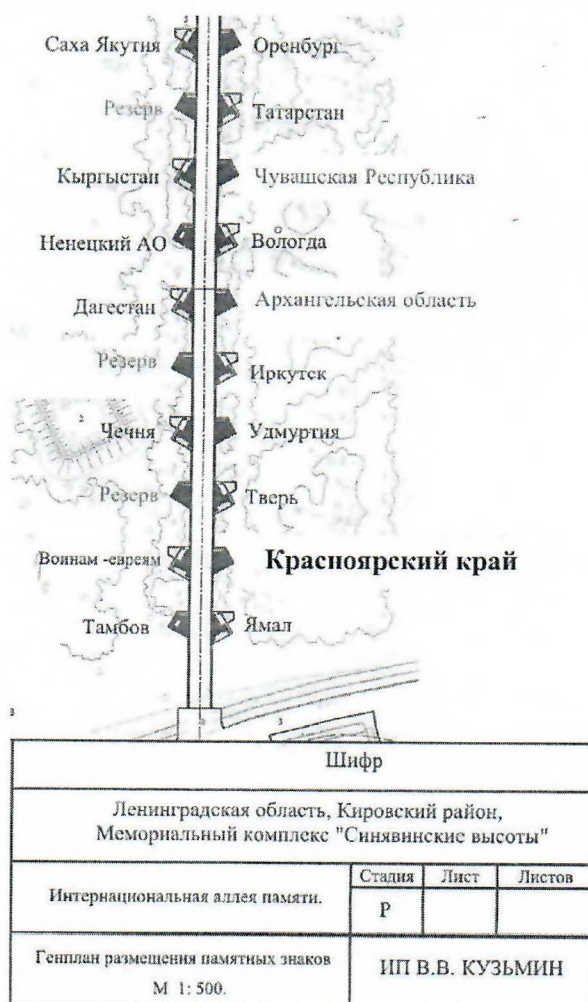 Саха Якутия Оренбург
Резерв Татарстан
Кыргыстан Чувашская Республика
Ненецкий АО Вологда
Дагестан Архангельская область
Резерв Иркутск
Чечня Удмуртия
Резерв Тверь
Воинам -евреям Красноярский край
Тамбов Ямал
Шифр
Ленинградская область, Кировский район,
Мемориальный комплекс "Синявинские высоты"
Интернациональная аллея памяти.
Стадия Лист Листов
Р
Генплан размещения памятных знаков
М 1: 500.
ИП В.В. КУЗЬМИН